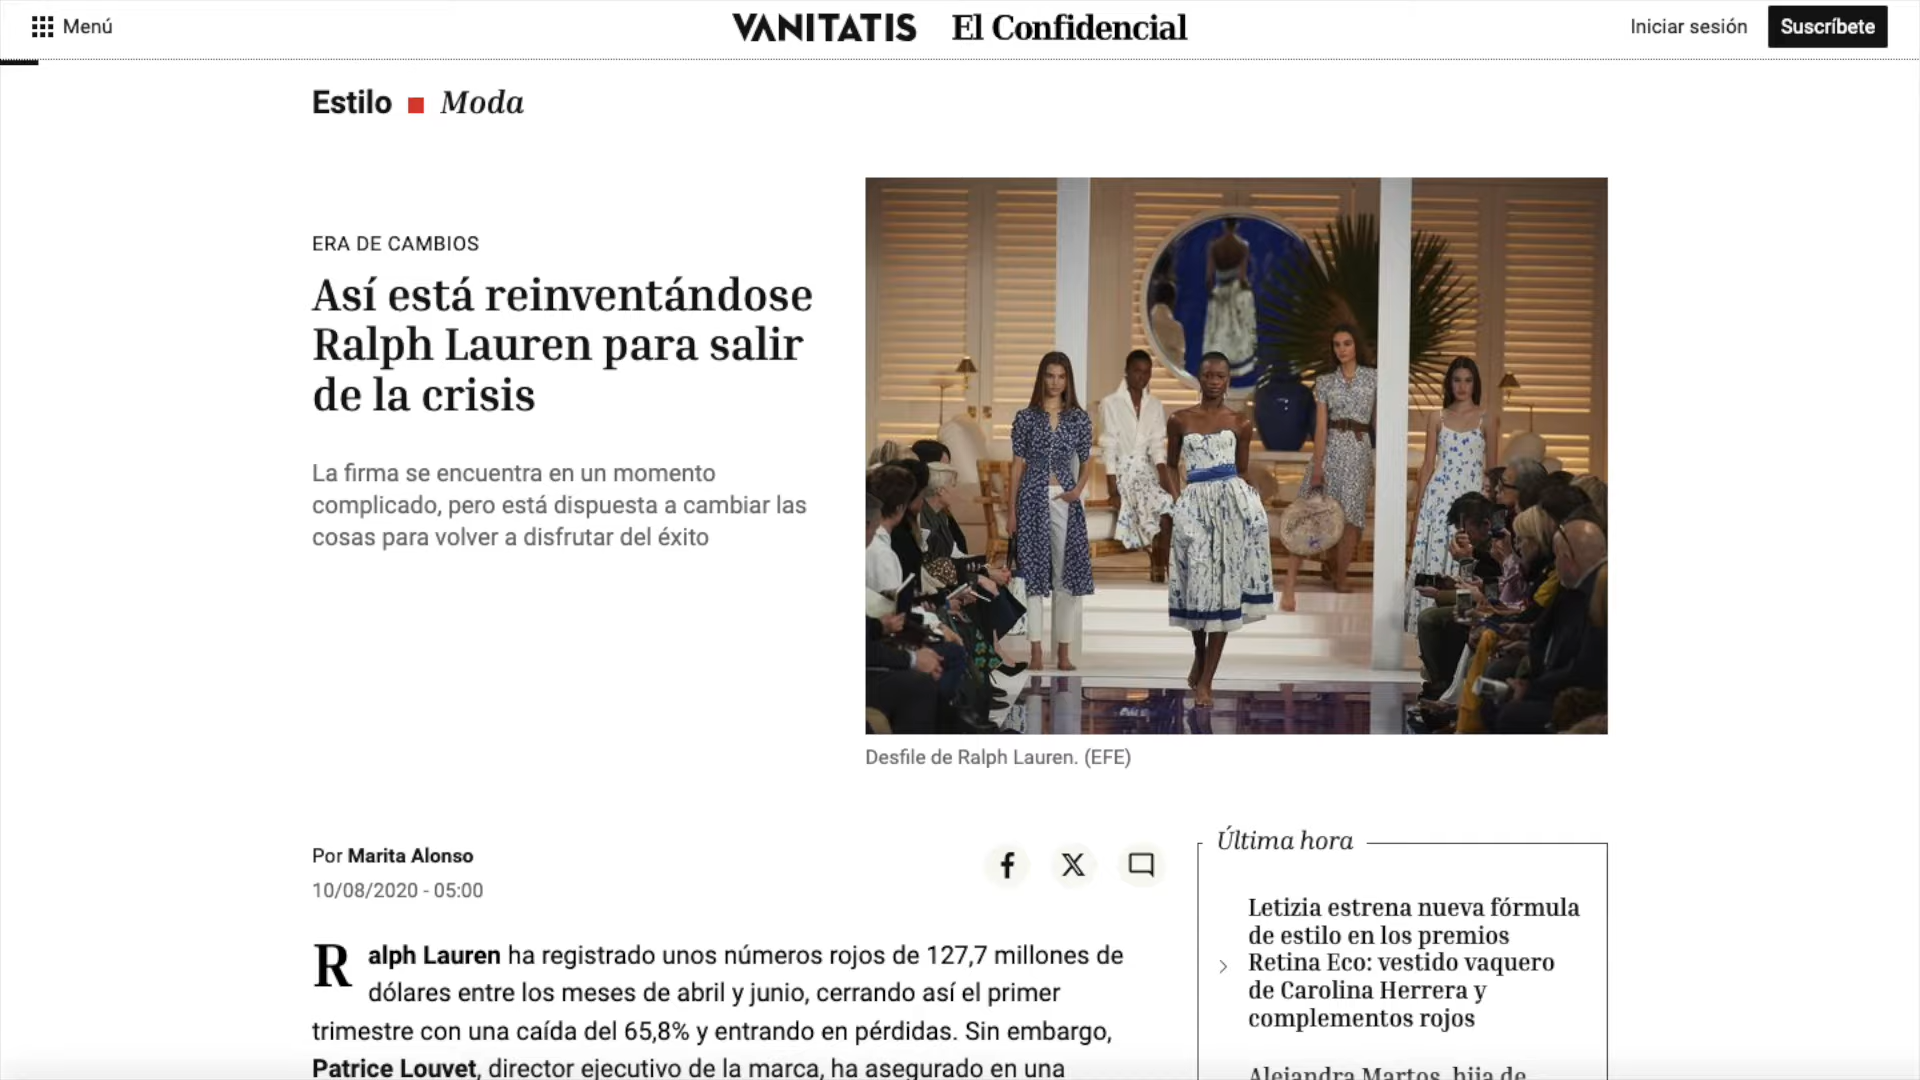 Menú
VANITATIS El Confidencial
Iniciar sesión
Suscríbete
Estilo Moda
ERA DE CAMBIOS
Así está reinventándose
Ralph Lauren para salir
de la crisis
La firma se encuentra en un momento
complicado, pero está dispuesta a cambiar las
cosas para volver a disfrutar del éxito
Desfile de Ralph Lauren. (EFE)
Por Marita Alonso
10/08/2020 - 05:00
Ralph Lauren ha registrado unos números rojos de 127,7 millones de
dólares entre los meses de abril y junio, cerrando así el primer
trimestre con una caída del 65,8% y entrando en pérdidas. Sin embargo,
Patrice Louvet, director ejecutivo de la marca, ha asegurado en una
Última hora
Letizia estrena nueva fórmula
de estilo en los premios
Retina Eco: vestido vaquero
de Carolina Herrera y
complementos rojos
Alejandra Martos, hija de